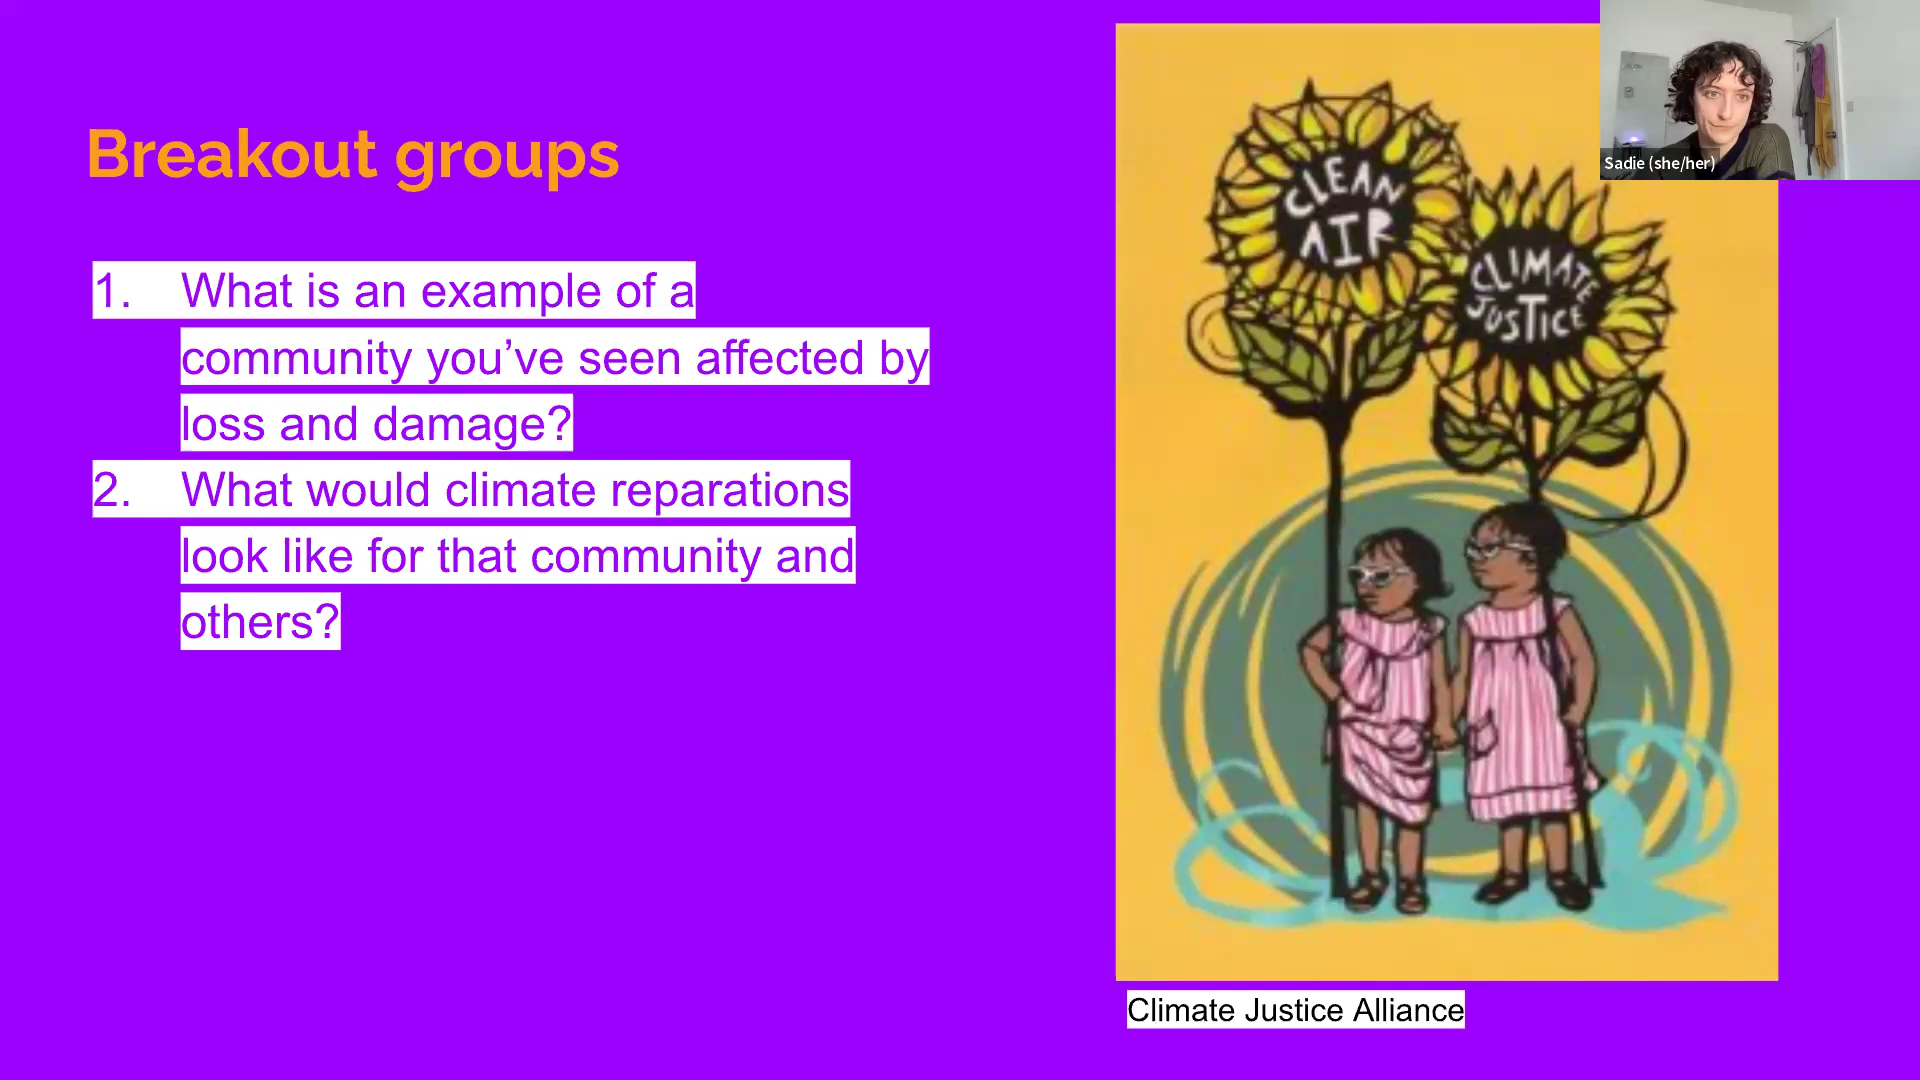 Breakout groups
1. What is an example of a
community you’ve seen affected by
loss and damage?
2. What would climate reparations
look like for that community and
others?
CLEAN
AIR
CLIMATE
JUSTICE
Sadie (she/her)
Climate Justice Alliance